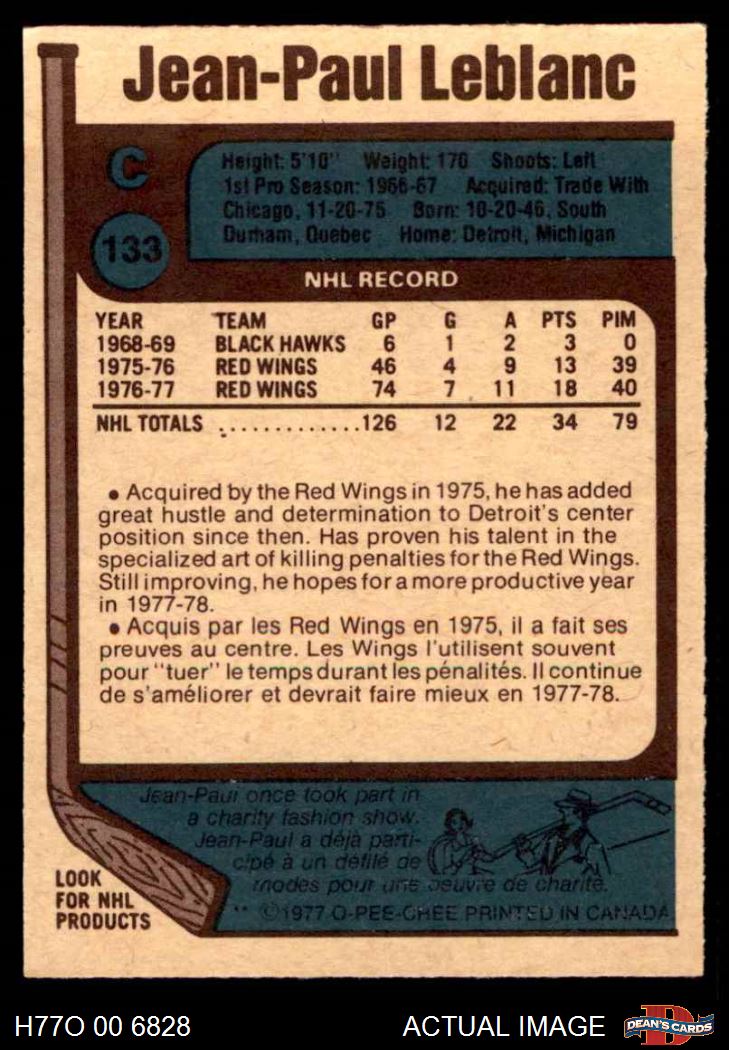 Jean-Paul Leblanc
C
133
Height: 5'10" Weight: 170 Shoots: Left
1st Pro Season: 1966-67 Acquired: Trade With
Chicago, 11-20-75 Born: 10-20-46, South
Durham, Quebec Home: Detroit, Michigan
NHL RECORD
YEAR TEAM GP G A PTS PIM
1968-69 BLACK HAWKS 6 1 2 3 0
1975-76 RED WINGS 46 4 9 13 39
1976-77 RED WINGS 74 7 11 18 40
NHL TOTALS .............126 12 22 34 79
• Acquired by the Red Wings in 1975, he has added
great hustle and determination to Detroit's center
position since then. Has proven his talent in the
specialized art of killing penalties for the Red Wings.
Still improving, he hopes for a more productive year
in 1977-78.
• Acquis par les Red Wings en 1975, il a fait ses
preuves au centre. Les Wings l'utilisent souvent
pour "tuer" le temps durant les pénalités. Il continue
de s'améliorer et devrait faire mieux en 1977-78.
Jean-Paul once took part in
a charity fashion show.
Jean-Paul a déjà parti-
cipé à un défilé de
modes pour une oeuvre de charité.
LOOK
FOR NHL
PRODUCTS
** ©1977 O-PEE-CHEE PRINTED IN CANADA
H77O 00 6828
ACTUAL IMAGE
D
DEAN'S CARDS